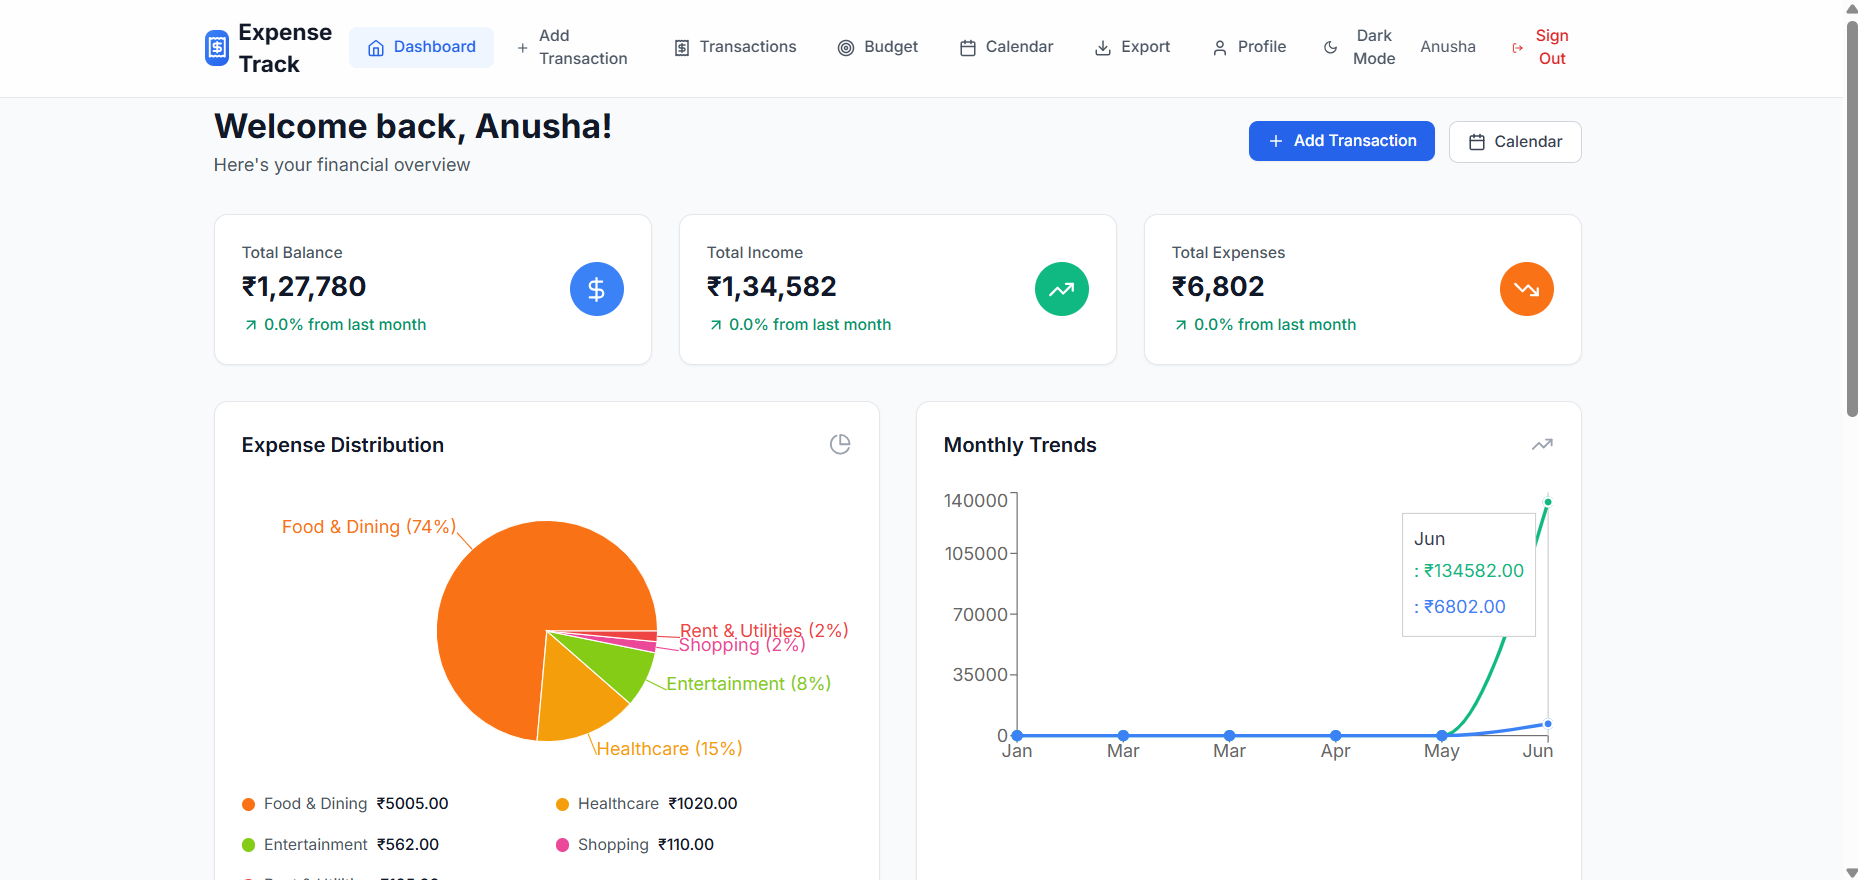 Expense
Track
Dashboard
Add
Transaction
Transactions
Budget
Calendar
Export
Profile
Dark
Mode
Anusha
Sign
Out
Welcome back, Anusha!
Here's your financial overview
Add Transaction
Calendar
Total Balance
₹1,27,780
0.0% from last month
Total Income
₹1,34,582
0.0% from last month
Total Expenses
₹6,802
0.0% from last month
Expense Distribution
Food & Dining (74%)
Rent & Utilities (2%)
Shopping (2%)
Entertainment (8%)
Healthcare (15%)
Food & Dining ₹5005.00
Healthcare ₹1020.00
Entertainment ₹562.00
Shopping ₹110.00
Monthly Trends
140000
105000
70000
35000
0
Jan
Mar
Mar
Apr
May
Jun
Jun
: ₹134582.00
: ₹6802.00